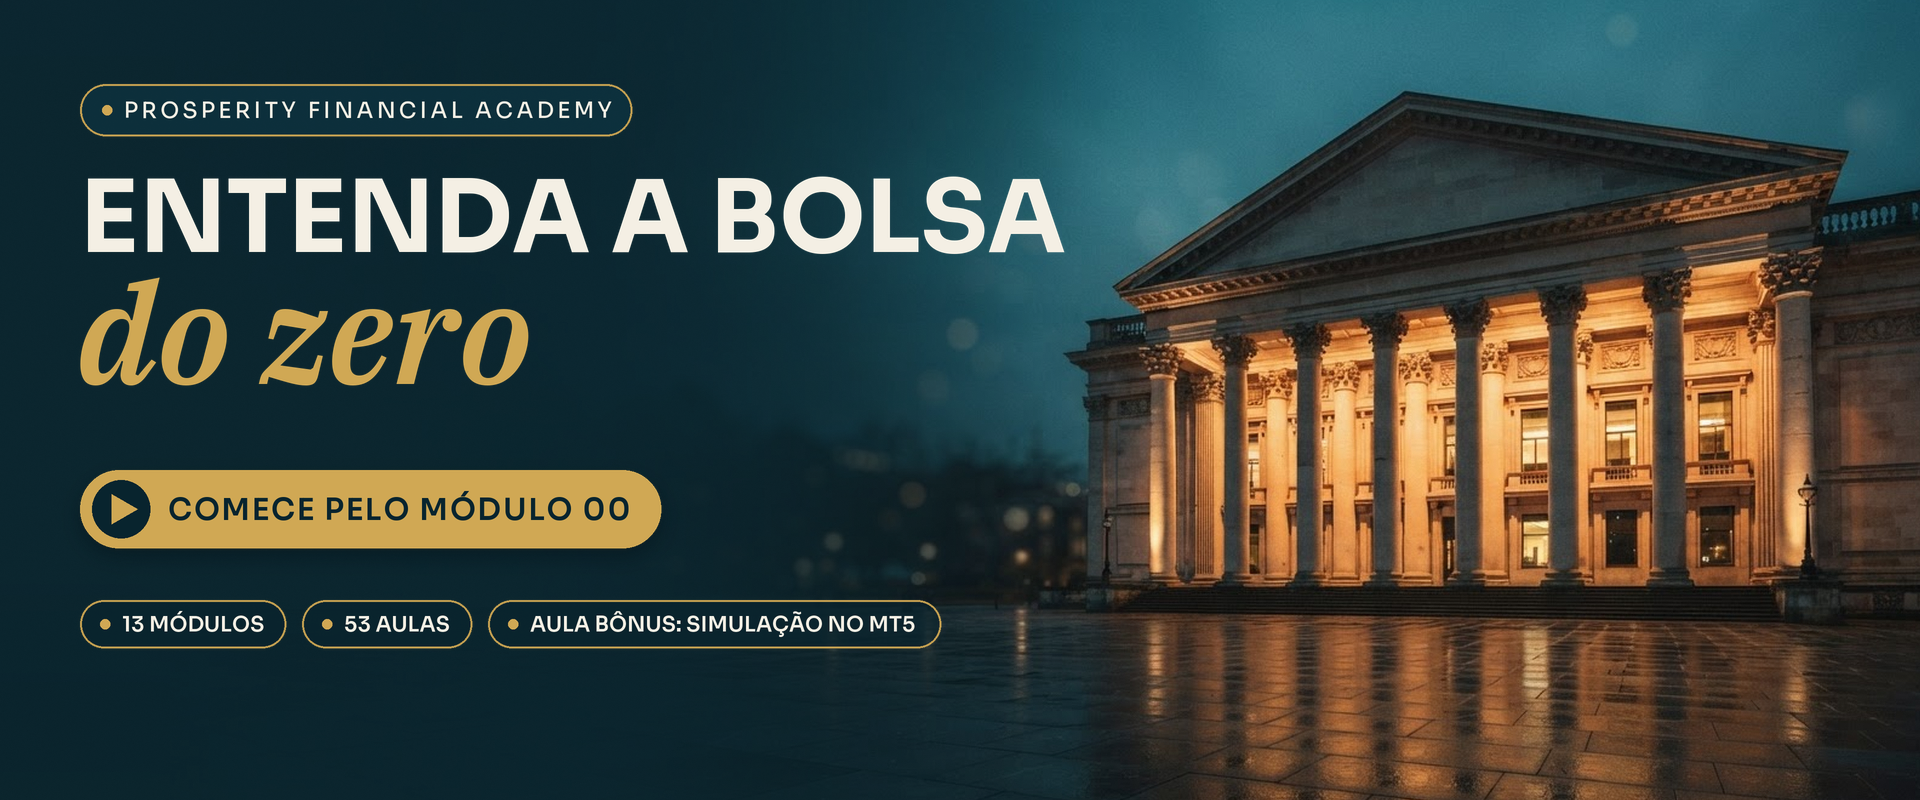 PROSPERITY FINANCIAL ACADEMY
ENTENDA A BOLSA
do zero
COMECE PELO MÓDULO 00
13 MÓDULOS
53 AULAS
AULA BÔNUS: SIMULAÇÃO NO MT5